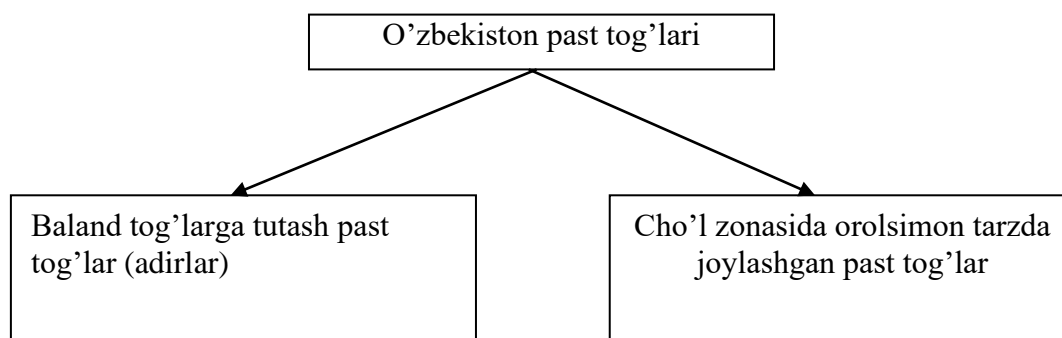 O’zbekiston past tog’lari
Baland tog’larga tutash past
tog’lar (adirlar)
Cho’l zonasida orolsimon tarzda
joylashgan past tog’lar